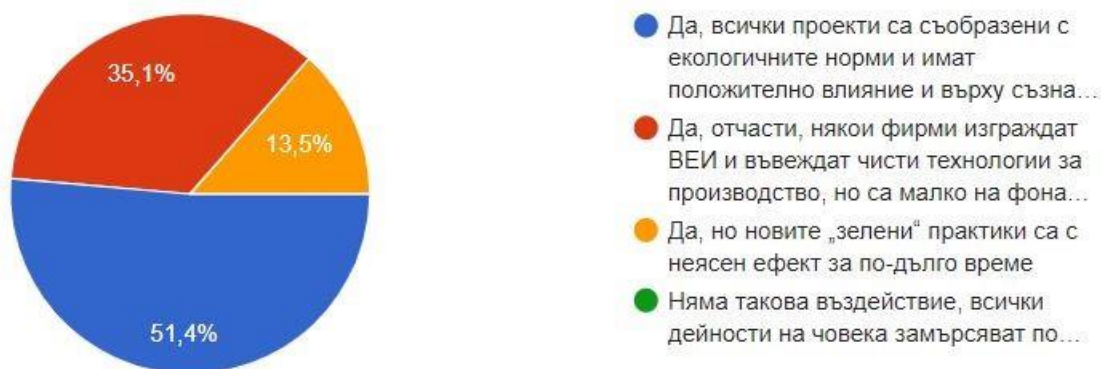 35,1%
13,5%
51,4%
Да, всички проекти са съобразени с
екологичните норми и имат
положително влияние и върху съзна...
Да, отчасти, някои фирми изграждат
ВЕИ и въвеждат чисти технологии за
производство, но са малко на фона...
Да, но новите „зелени“ практики са с
неясен ефект за по-дълго време
Няма такова въздействие, всички
дейности на човека замърсяват по...